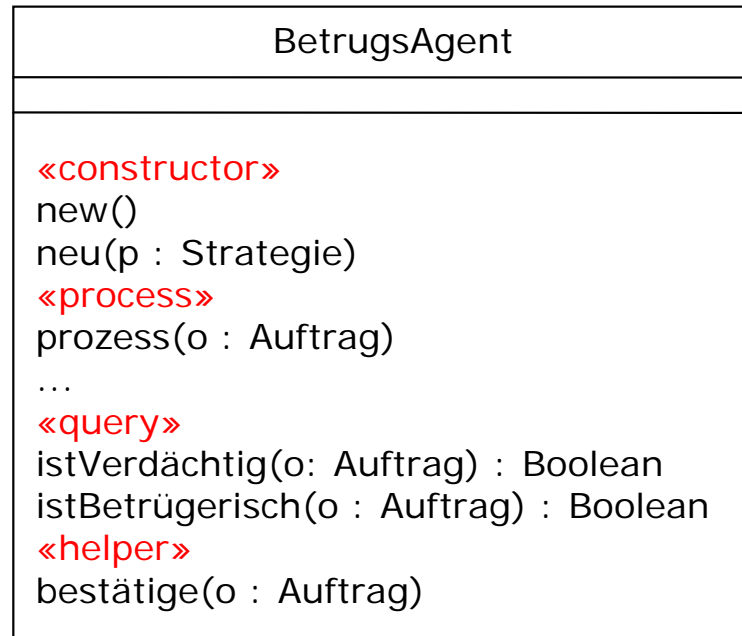 BetrugsAgent
«constructor»
new()
neu(p : Strategie)
«process»
prozess(o : Auftrag)
...
«query»
istVerdächtig(o: Auftrag) : Boolean
istBetrügerisch(o : Auftrag) : Boolean
«helper»
bestätige(o : Auftrag)